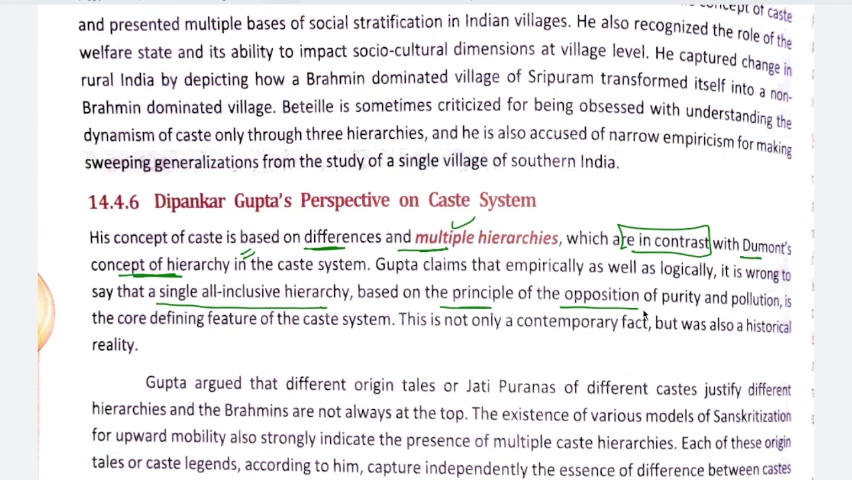 concept of caste
and presented multiple bases of social stratification in Indian villages. He also recognized the role of the
welfare state and its ability to impact socio-cultural dimensions at village level. He captured change in
rural India by depicting how a Brahmin dominated village of Sripuram transformed itself into a non-
Brahmin dominated village. Beteille is sometimes criticized for being obsessed with understanding the
dynamism of caste only through three hierarchies, and he is also accused of narrow empiricism for making
sweeping generalizations from the study of a single village of southern India.
14.4.6 Dipankar Gupta's Perspective on Caste System
His concept of caste is based on differences and multiple hierarchies, which are in contrast with Dumont's
concept of hierarchy in the caste system. Gupta claims that empirically as well as logically, it is wrong to
say that a single all-inclusive hierarchy, based on the principle of the opposition of purity and pollution, is
the core defining feature of the caste system. This is not only a contemporary fact, but was also a historical
reality.
Gupta argued that different origin tales or Jati Puranas of different castes justify different
hierarchies and the Brahmins are not always at the top. The existence of various models of Sanskritization
for upward mobility also strongly indicate the presence of multiple caste hierarchies. Each of these origin
tales or caste legends, according to him, capture independently the essence of difference between castes